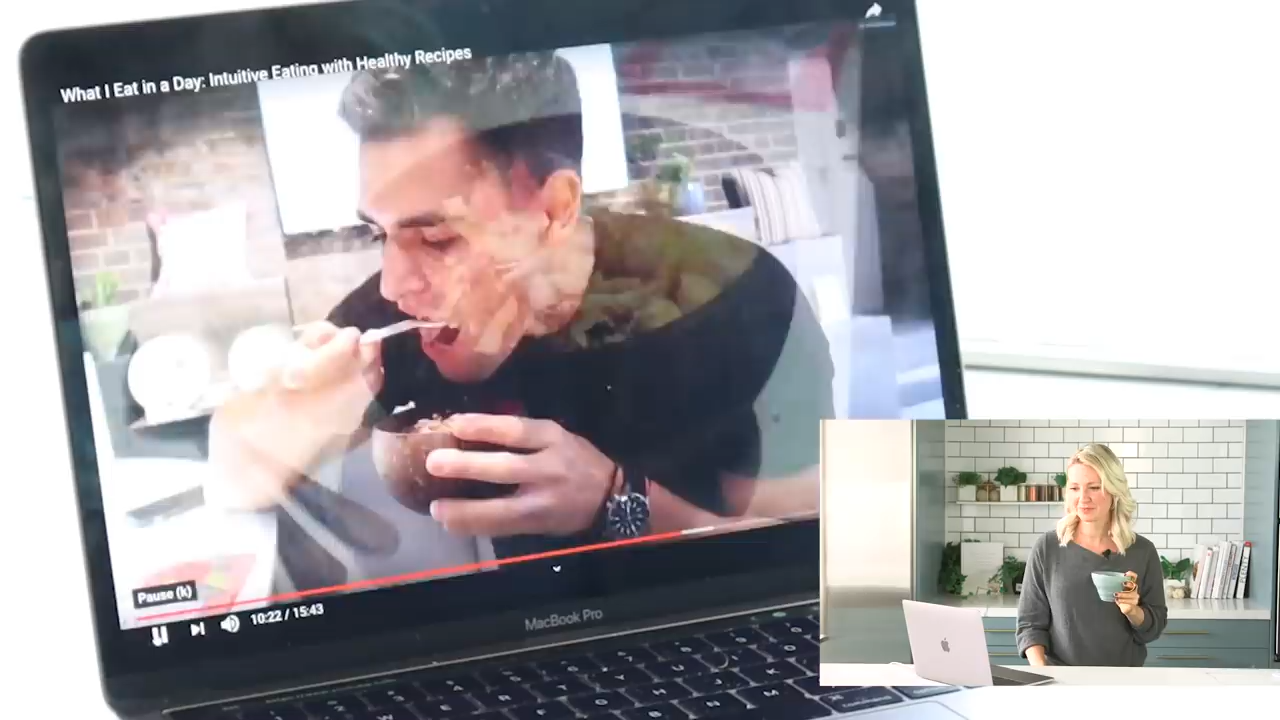 What I Eat in a Day: Intuitive Eating with Healthy Recipes
Pause (k)
10:22 / 15:43
MacBook Pro